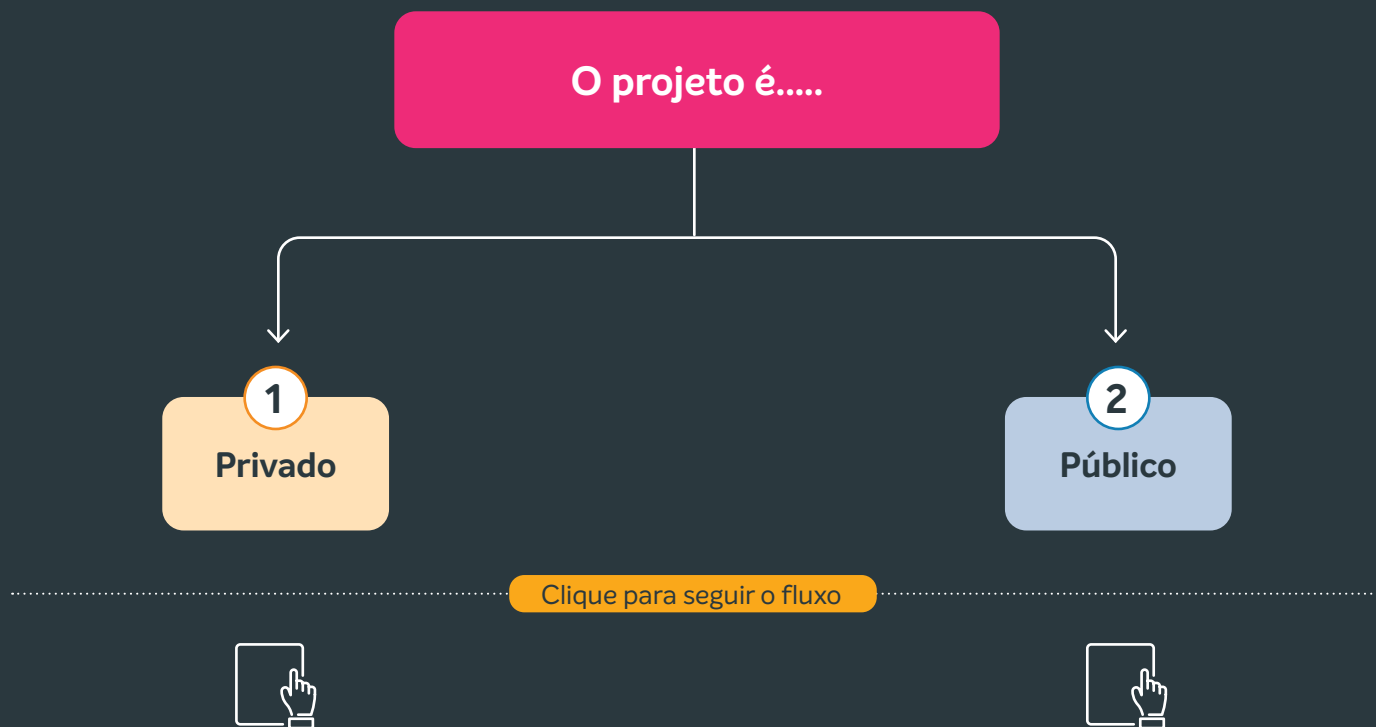 O projeto é.....
1
2
Privado
Público
Clique para seguir o fluxo